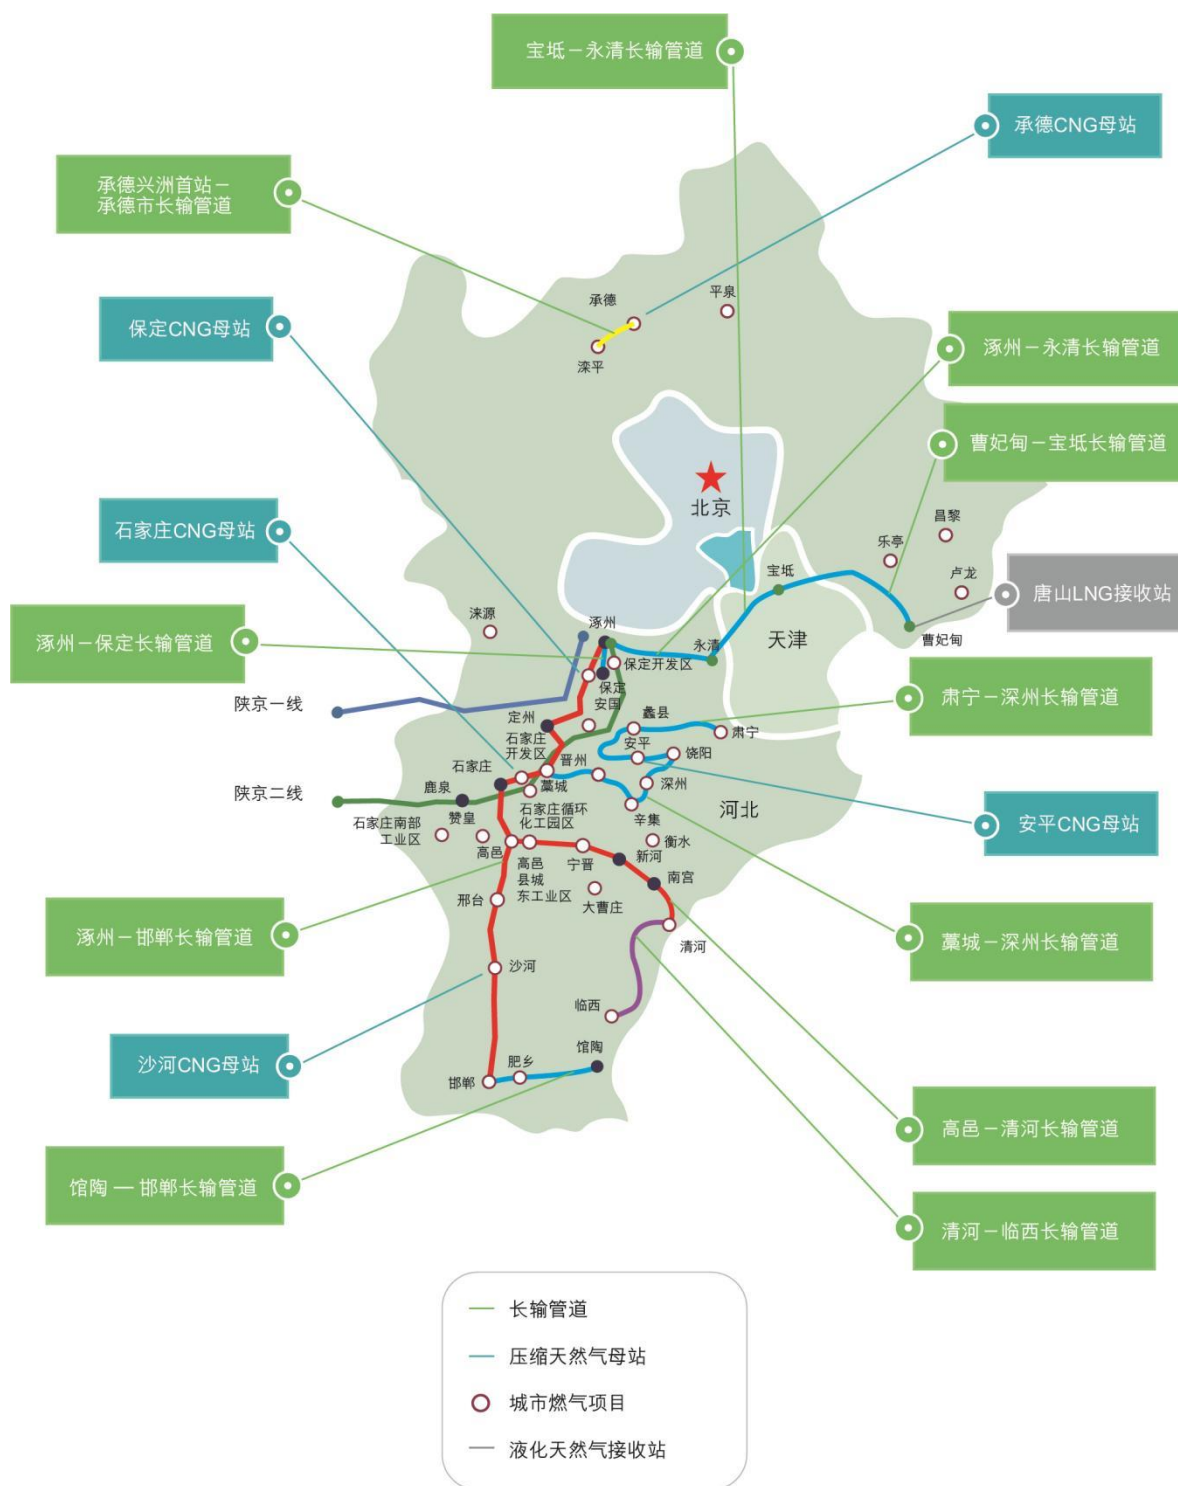 宝坻－永清长输管道
承德CNG母站
承德兴洲首站－
承德市长输管道
承德
平泉
滦平
保定CNG母站
涿州－永清长输管道
曹妃甸－宝坻长输管道
北京
石家庄CNG母站
昌黎
乐亭
宝坻
卢龙
唐山LNG接收站
涞源
涿州
天津
永清
曹妃甸
涿州－保定长输管道
保定开发区
保定
陕京一线
安国
定州
蠡县
肃宁
肃宁－深州长输管道
石家庄
开发区
安平
饶阳
晋州
石家庄
藁城
深州
鹿泉
陕京二线
石家庄循环
化工园区
辛集
河北
安平CNG母站
石家庄南部
工业区
赞皇
衡水
高邑
高邑
县城
东工业区
宁晋
新河
南宫
大曹庄
邢台
涿州－邯郸长输管道
清河
藁城－深州长输管道
沙河
临西
沙河CNG母站
馆陶
肥乡
邯郸
高邑－清河长输管道
馆陶 — 邯郸长输管道
清河－临西长输管道
长输管道
压缩天然气母站
城市燃气项目
液化天然气接收站